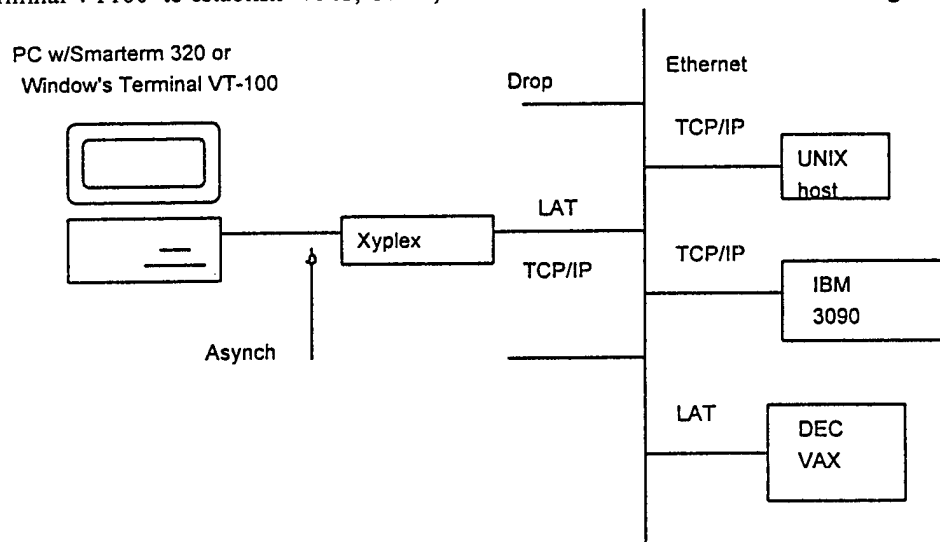 PC w/Smarterm 320 or
Window's Terminal VT-100
Drop
Ethernet
TCP/IP
UNIX
host
LAT
Xyplex
TCP/IP
TCP/IP
IBM
3090
Asynch
LAT
DEC
VAX